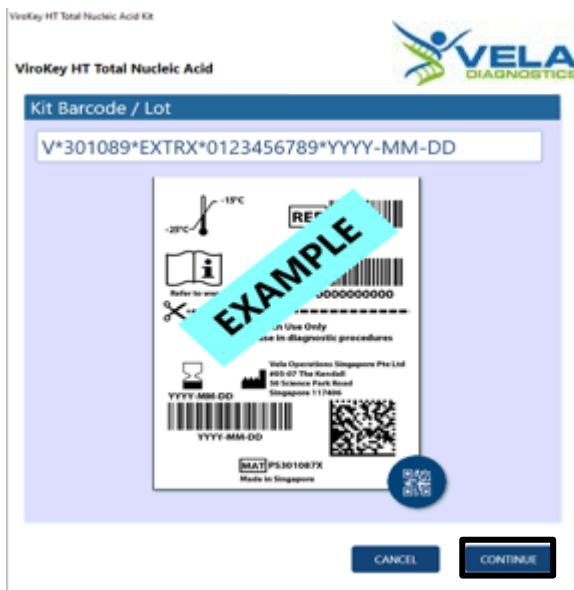 ViroKey HT Total Nucleic Acid Kit
VELA
DIAGNOSTICS
ViroKey HT Total Nucleic Acid
Kit Barcode / Lot
V*301089*EXTRX*0123456789*YYYY-MM-DD
-15°C
-25°C
REF
EXAMPLE
i
Refer to
0000000000
Use Only
use in diagnostic procedures
Vela Operations Singapore Pte Ltd
#05-07 The Kendall
50 Science Park Road
Singapore 117406
YYYY-MM-DD
YYYY-MM-DD
MAT PS301087X
Made in Singapore
CANCEL
CONTINUE